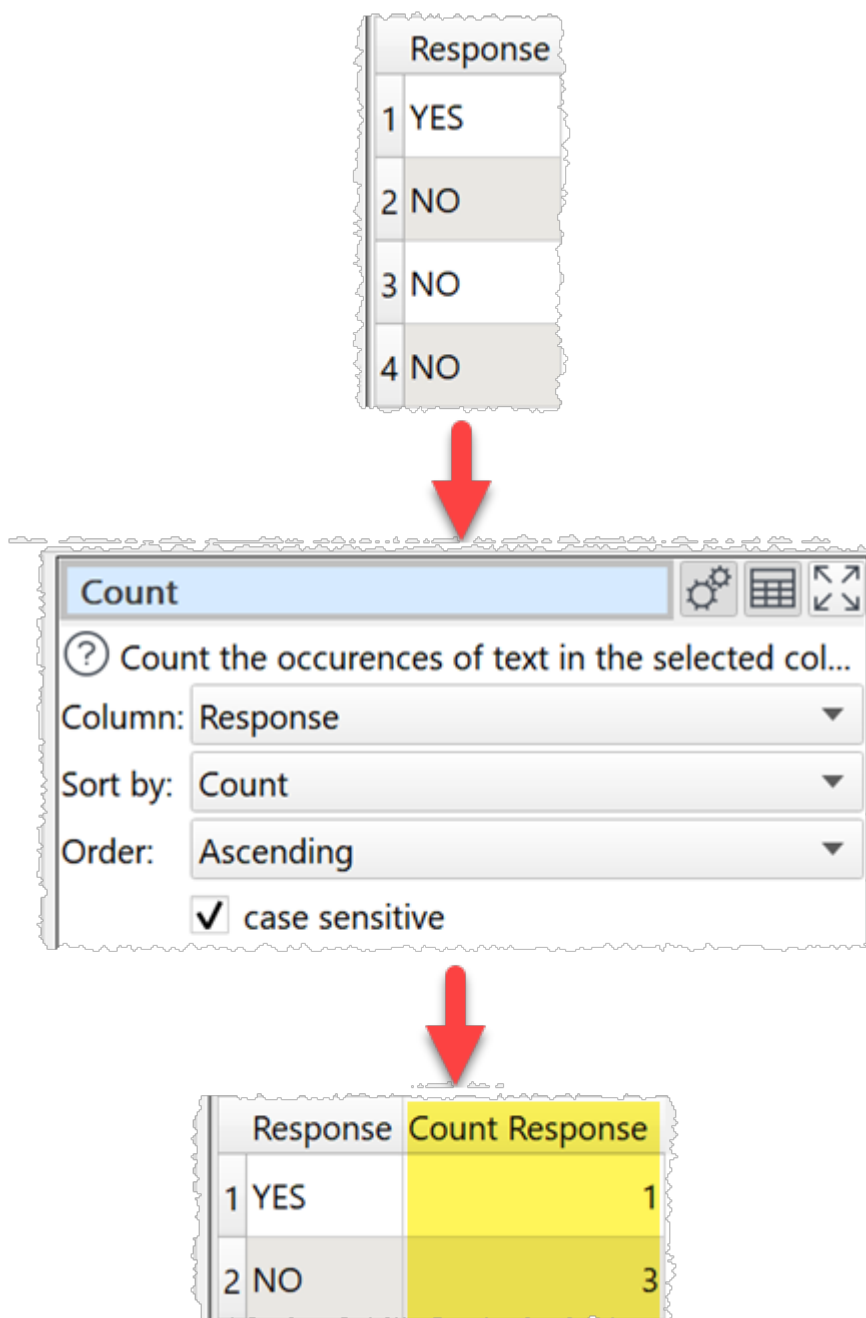 Response
1 YES
2 NO
3 NO
4 NO
Count
? Count the occurences of text in the selected col...
Column: Response
Sort by: Count
Order: Ascending
case sensitive
Response Count Response
1 YES 1
2 NO 3